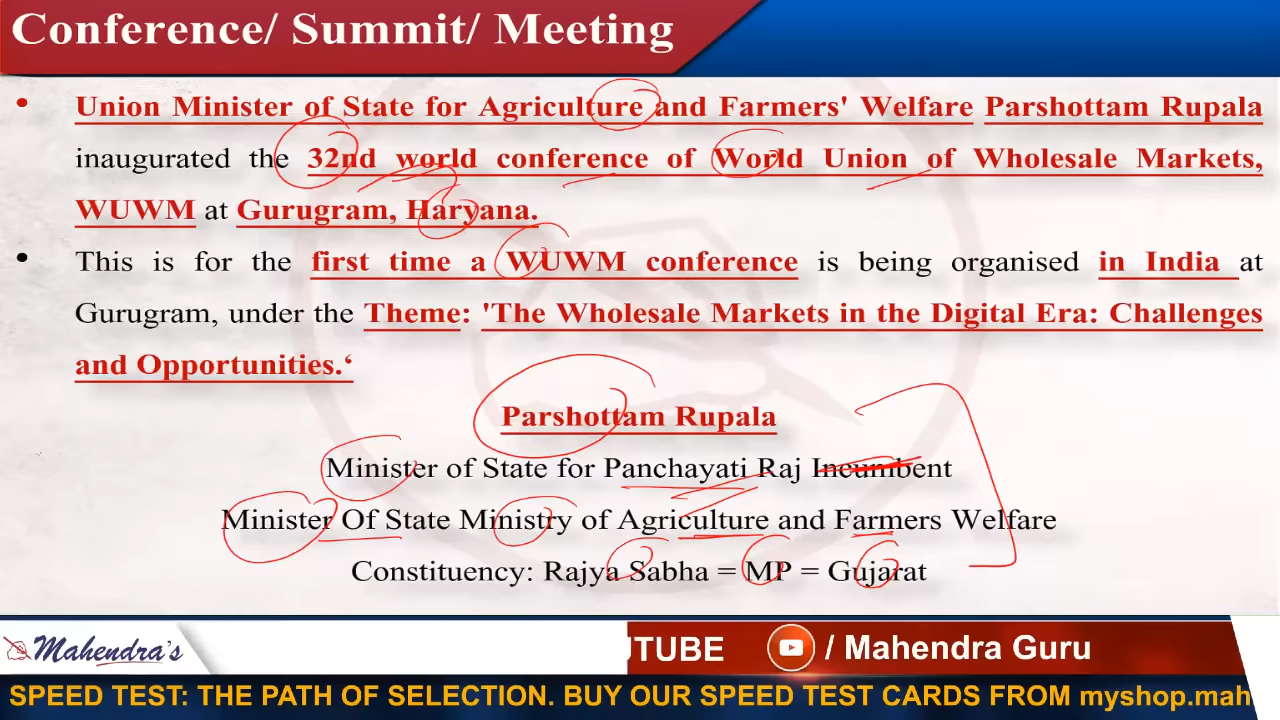 Conference/ Summit/ Meeting
• Union Minister of State for Agriculture and Farmers' Welfare Parshottam Rupala
inaugurated the 32nd world conference of World Union of Wholesale Markets,
WUWM at Gurugram, Haryana.
• This is for the first time a WUWM conference is being organised in India at
Gurugram, under the Theme: 'The Wholesale Markets in the Digital Era: Challenges
and Opportunities.‘
Parshottam Rupala
Minister of State for Panchayati Raj Incumbent
Minister Of State Ministry of Agriculture and Farmers Welfare
Constituency: Rajya Sabha = MP = Gujarat
Mahendra's
UTUBE / Mahendra Guru
SPEED TEST: THE PATH OF SELECTION. BUY OUR SPEED TEST CARDS FROM myshop.mah